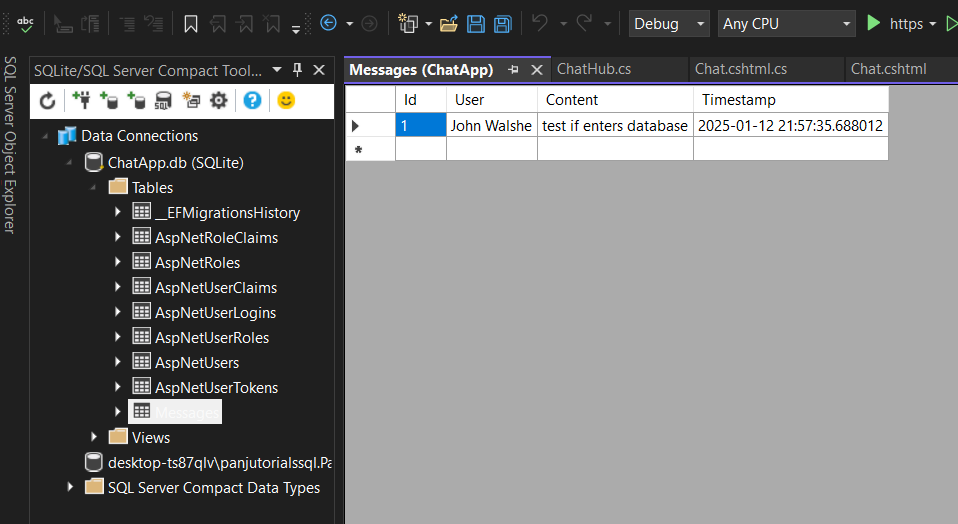 abc
Debug
Any CPU
https
SQL Server Object Explorer
SQLite/SQL Server Compact Tool...
Data Connections
ChatApp.db (SQLite)
Tables
__EFMigrationsHistory
AspNetRoleClaims
AspNetRoles
AspNetUserClaims
AspNetUserLogins
AspNetUserRoles
AspNetUsers
AspNetUserTokens
Messages
Views
desktop-ts87qlv\panjutorialssql.Pa
SQL Server Compact Data Types
Messages (ChatApp)
ChatHub.cs
Chat.cshtml.cs
Chat.cshtml
Id User Content Timestamp
1 John Walshe test if enters database 2025-01-12 21:57:35.688012